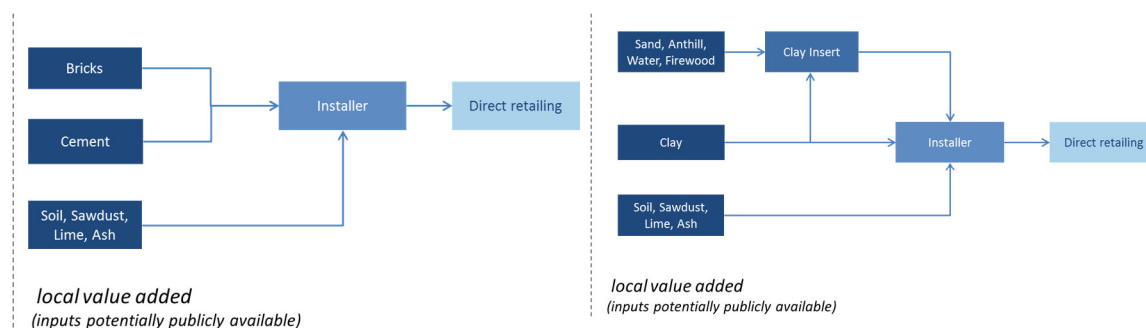 Bricks
Installer
Direct retailing
Cement
Soil, Sawdust,
Lime, Ash
local value added
(inputs potentially publicly available)
Sand, Anthill,
Water, Firewood
Clay Insert
Clay
Installer
Direct retailing
Soil, Sawdust,
Lime, Ash
local value added
(inputs potentially publicly available)